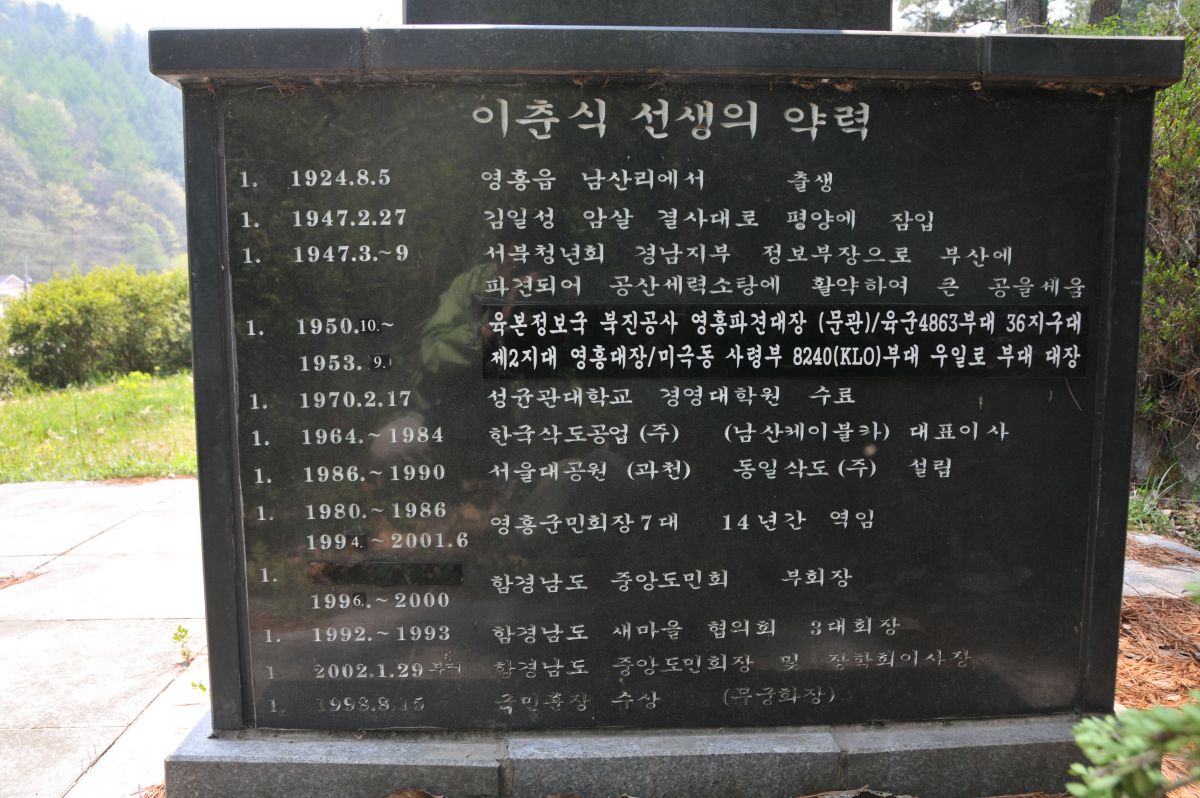 이춘식 선생의 약력
1. 1924.8.5 영흥읍 남산리에서 출생
1. 1947.2.27 김일성 암살 결사대로 평양에 잠입
1. 1947.3.~9 서북청년회 경남지부 정보부장으로 부산에
파견되어 공산세력소탕에 활약하여 큰 공을세움
1. 1950.10.~ 육본정보국 북진공사 영흥파견대장 (문관)/육군4863부대 36지구대
1953. 9. 제2지대 영흥대장/미극동 사령부 8240(KLO)부대 우일로 부대 대장
1. 1970.2.17 성균관대학교 경영대학원 수료
1. 1964.~1984 한국삭도공업(주) (남산케이블카) 대표이사
1. 1986.~1990 서울대공원 (과천) 동일삭도(주) 설립
1. 1980.~1986
영흥군민회장7대 14년간 역임
1994.~2001.6
1.
함경남도 중앙도민회 부회장
1996.~2000
1. 1992.~1993 함경남도 새마을 협의회 3대회장
1. 2002.1.29부터 함경남도 중앙도민회장 및 장학회이사장
1. 1998.8.15 국민훈장 수상 (무궁화장)